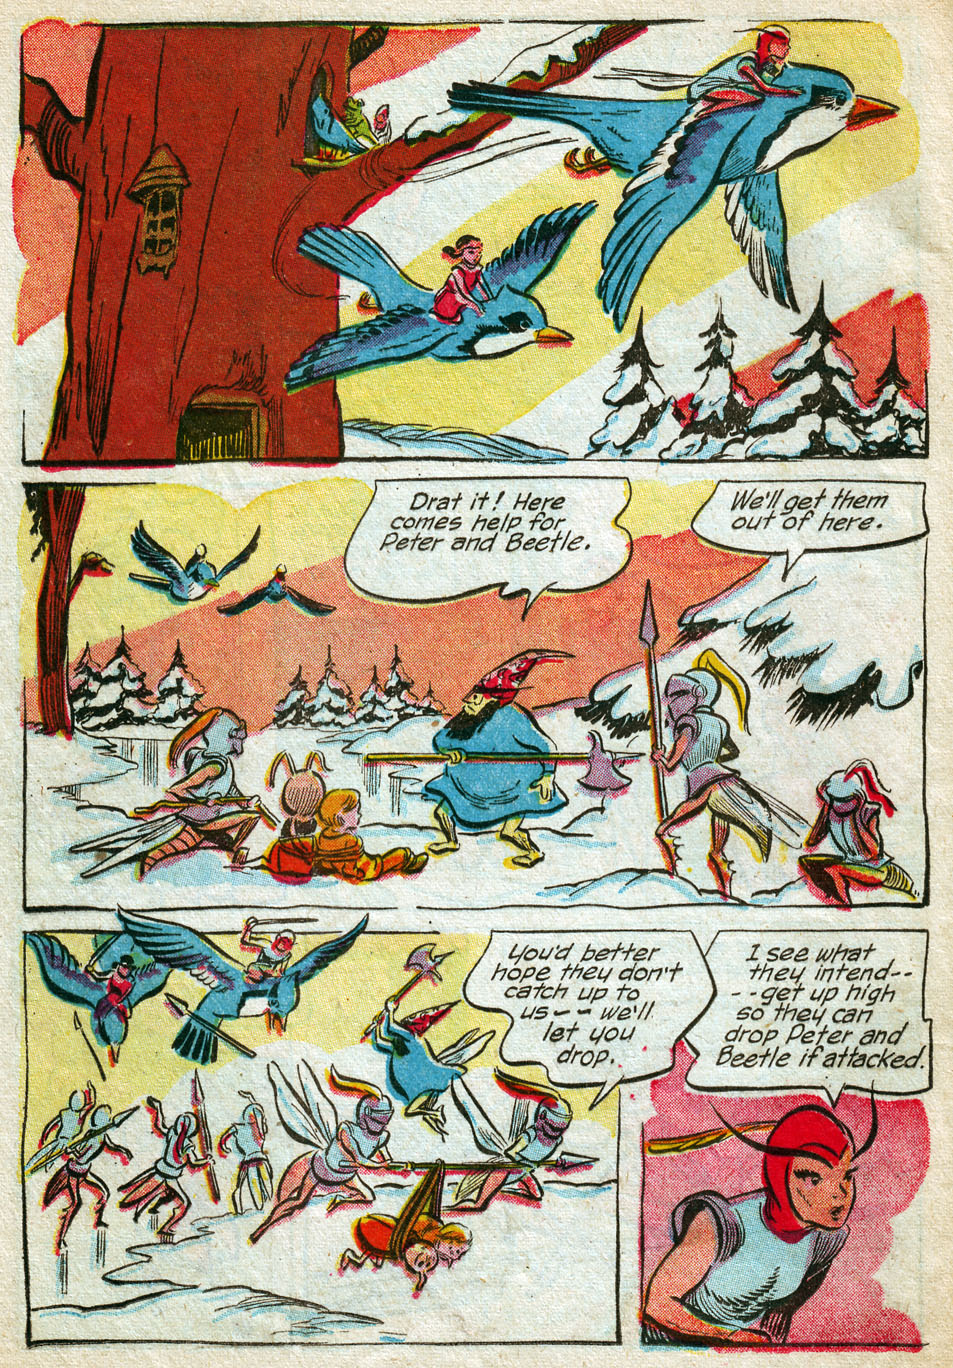 Drat it! Here
comes help for
Peter and Beetle.
We'll get them
out of here.
You'd better
hope they don't
catch up to
us -- we'll
let you
drop.
I see what
they intend--
--get up high
so they can
drop Peter and
Beetle if attacked.